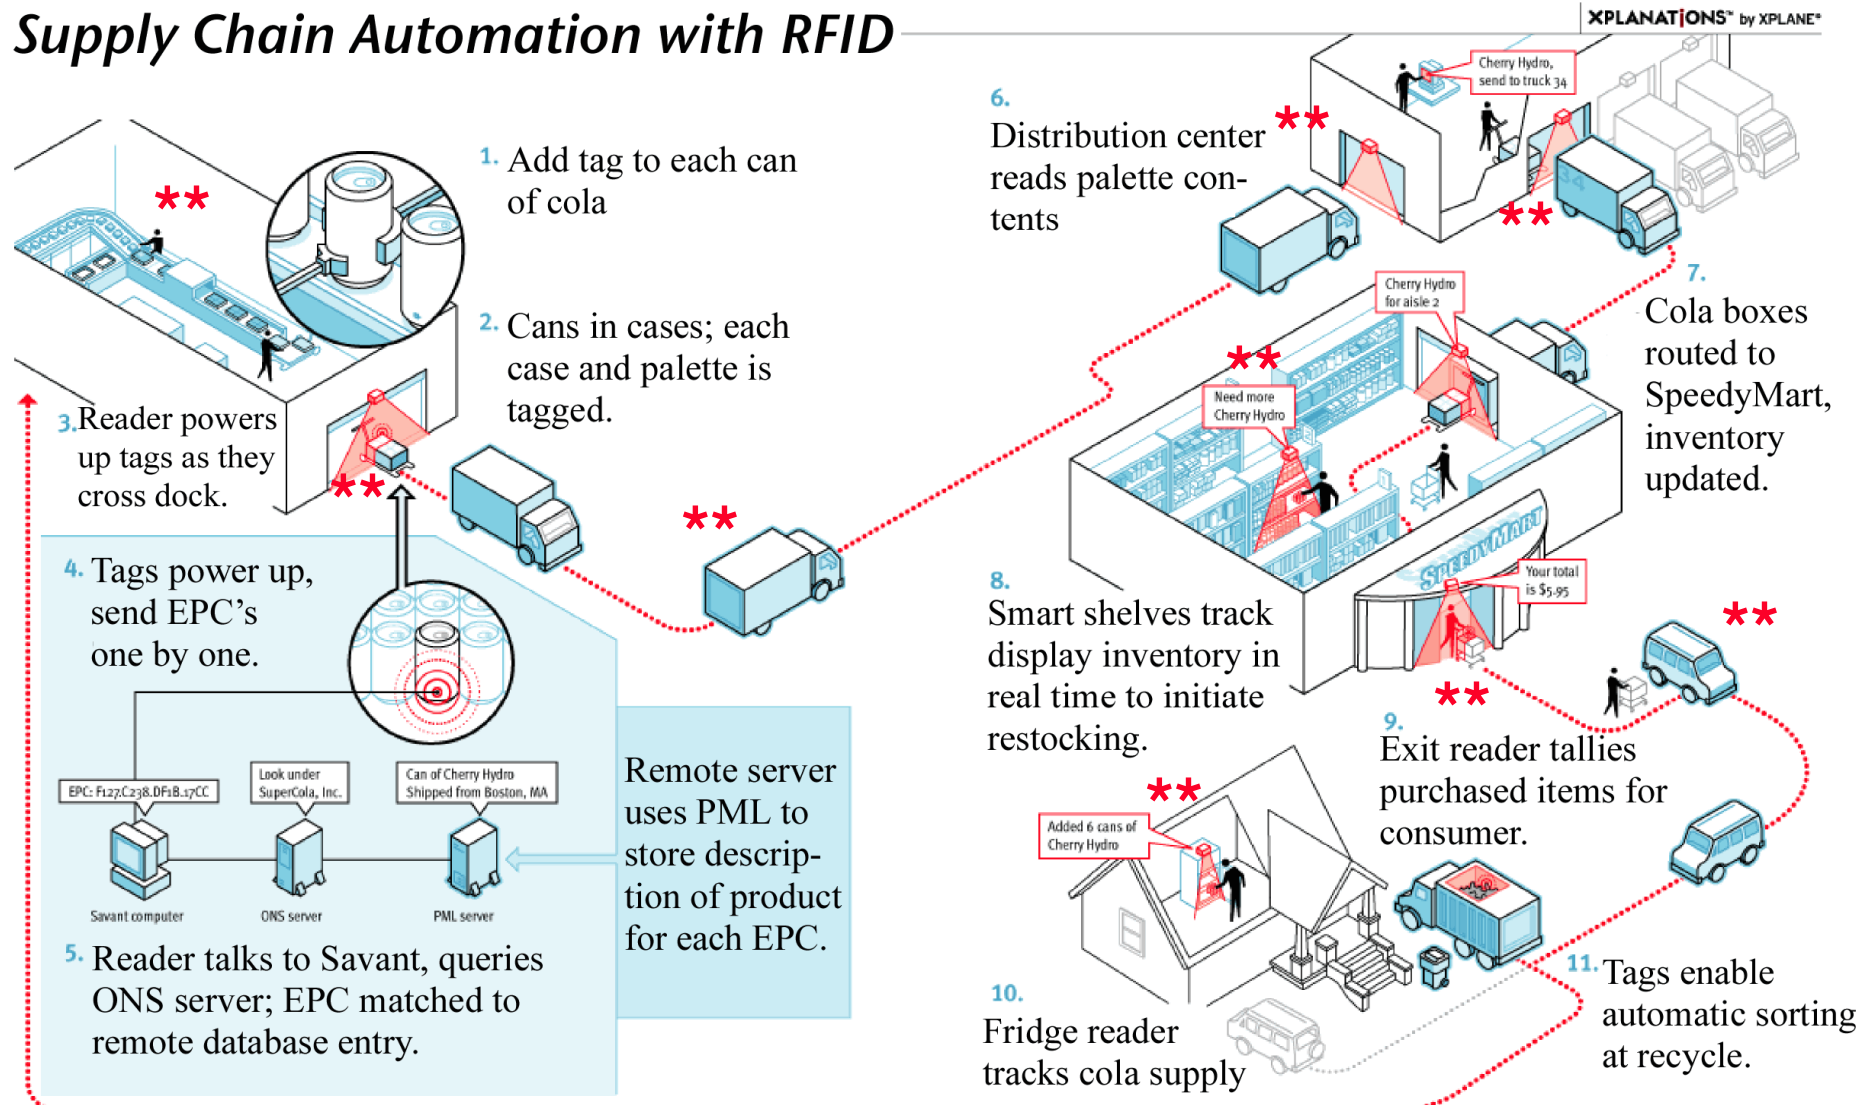 Supply Chain Automation with RFID
XPLANATiONS™ by XPLANE®
**
1. Add tag to each can
of cola
2. Cans in cases; each
case and palette is
tagged.
3. Reader powers
up tags as they
cross dock.
**
**
4. Tags power up,
send EPC’s
one by one.
EPC: F127.C238.DF1B.17CC
Look under
SuperCola, Inc.
Can of Cherry Hydro
Shipped from Boston, MA
Savant computer
ONS server
PML server
Remote server
uses PML to
store descrip-
tion of product
for each EPC.
5. Reader talks to Savant, queries
ONS server; EPC matched to
remote database entry.
6.
Distribution center
reads palette con-
tents
**
Cherry Hydro,
send to truck 34
34
**
7.
Cola boxes
routed to
SpeedyMart,
inventory
updated.
Cherry Hydro
for aisle 2
**
Need more
Cherry Hydro
SPEEDYMART
Your total
is $5.95
8.
Smart shelves track
display inventory in
real time to initiate
restocking.
**
**
9.
Exit reader tallies
purchased items for
consumer.
**
Added 6 cans of
Cherry Hydro
10.
Fridge reader
tracks cola supply
11. Tags enable
automatic sorting
at recycle.